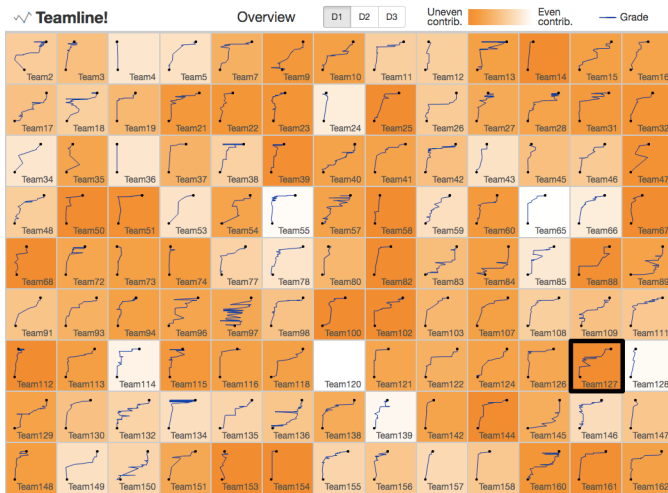 Teamline!
Overview
D1 D2 D3
Uneven contrib.
Even contrib.
Grade
Team2 Team3 Team4 Team5 Team7 Team9 Team10 Team11 Team12 Team13 Team14 Team15 Team16
Team17 Team18 Team19 Team21 Team22 Team23 Team24 Team25 Team26 Team27 Team28 Team31 Team32
Team34 Team35 Team36 Team37 Team38 Team39 Team40 Team41 Team42 Team43 Team45 Team46 Team47
Team48 Team50 Team51 Team53 Team54 Team55 Team57 Team58 Team59 Team60 Team65 Team66 Team67
Team68 Team72 Team73 Team74 Team77 Team78 Team80 Team82 Team83 Team84 Team85 Team88 Team89
Team91 Team93 Team94 Team96 Team97 Team98 Team100 Team102 Team103 Team107 Team108 Team109 Team111
Team112 Team113 Team114 Team115 Team116 Team118 Team120 Team121 Team122 Team124 Team126 Team127 Team128
Team129 Team130 Team132 Team134 Team135 Team136 Team138 Team139 Team142 Team144 Team145 Team146 Team147
Team148 Team149 Team150 Team151 Team153 Team154 Team155 Team156 Team157 Team158 Team160 Team161 Team162